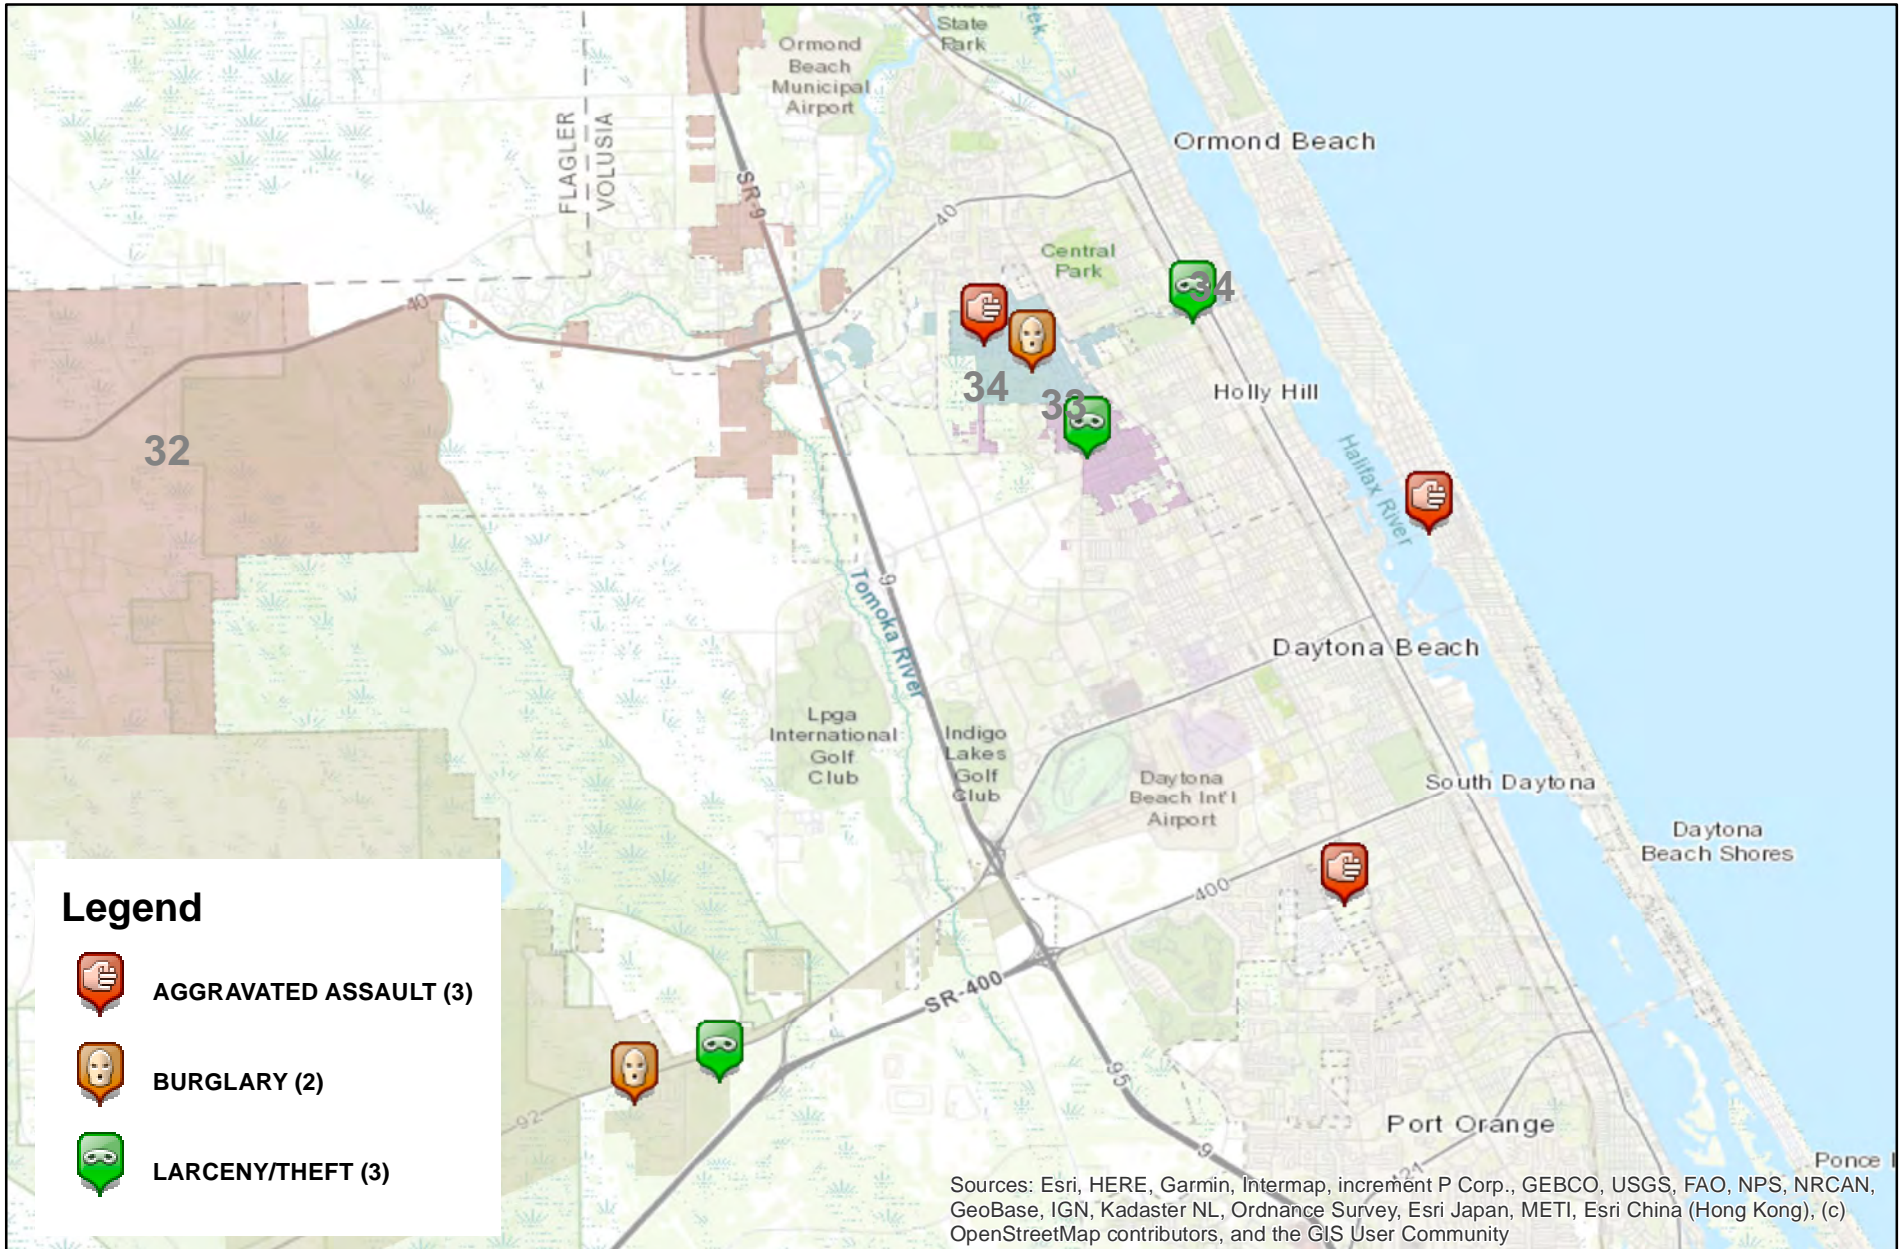 State
Park
Ormond
Beach
Municipal
Airport
FLAGLER
VOLUSIA
SR-9
Ormond Beach
40
Central
Park
34
40
34
33
Holly Hill
32
Halifax River
9
Tomoka River
Daytona Beach
Lpga
International
Golf
Club
Indigo
Lakes
Golf
Club
Daytona
Beach Int'l
Airport
South Daytona
Daytona
Beach Shores
400
SR-400
Legend
AGGRAVATED ASSAULT (3)
BURGLARY (2)
LARCENY/THEFT (3)
92
95
9
Port Orange
121
Ponce I
Sources: Esri, HERE, Garmin, Intermap, increment P Corp., GEBCO, USGS, FAO, NPS, NRCAN,
GeoBase, IGN, Kadaster NL, Ordnance Survey, Esri Japan, METI, Esri China (Hong Kong), (c)
OpenStreetMap contributors, and the GIS User Community